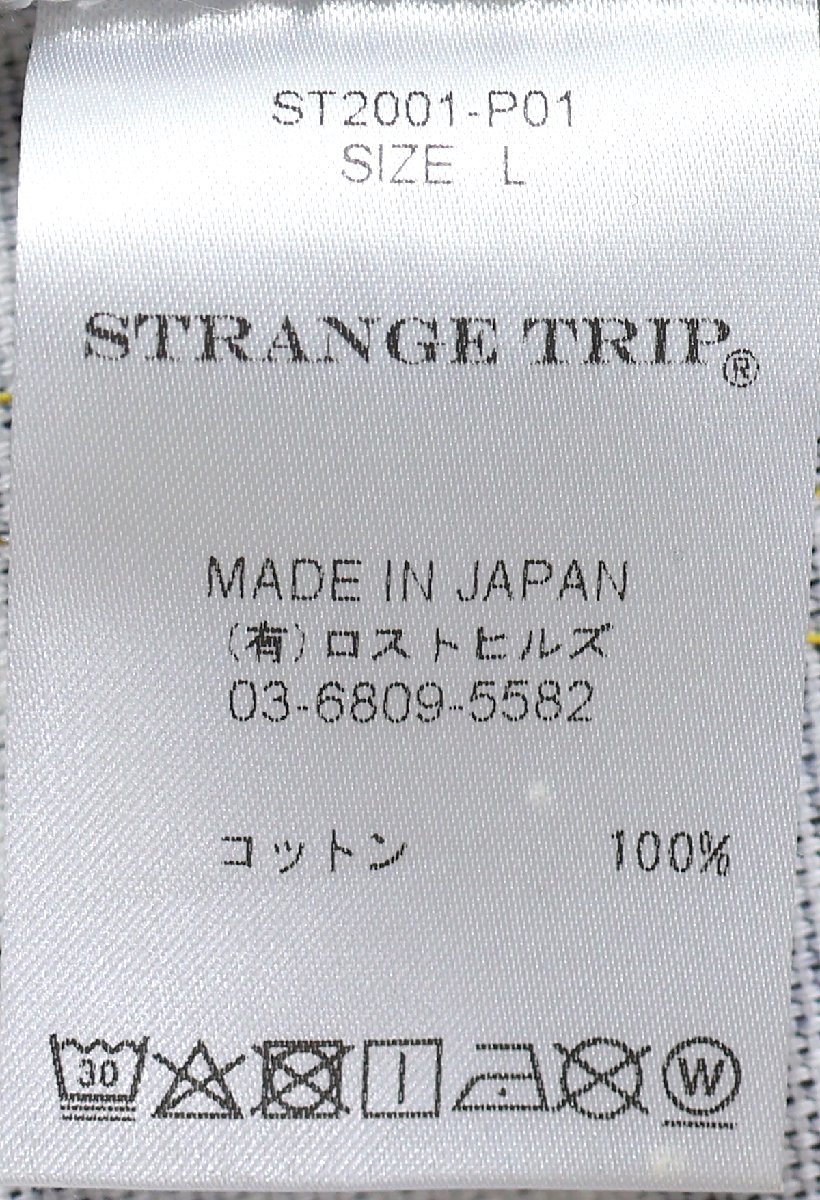 ST2001-P01
SIZE L
STRANGE TRIP®
MADE IN JAPAN
(有)ロストヒルズ
03-6809-5582
コットン 100%
30 W